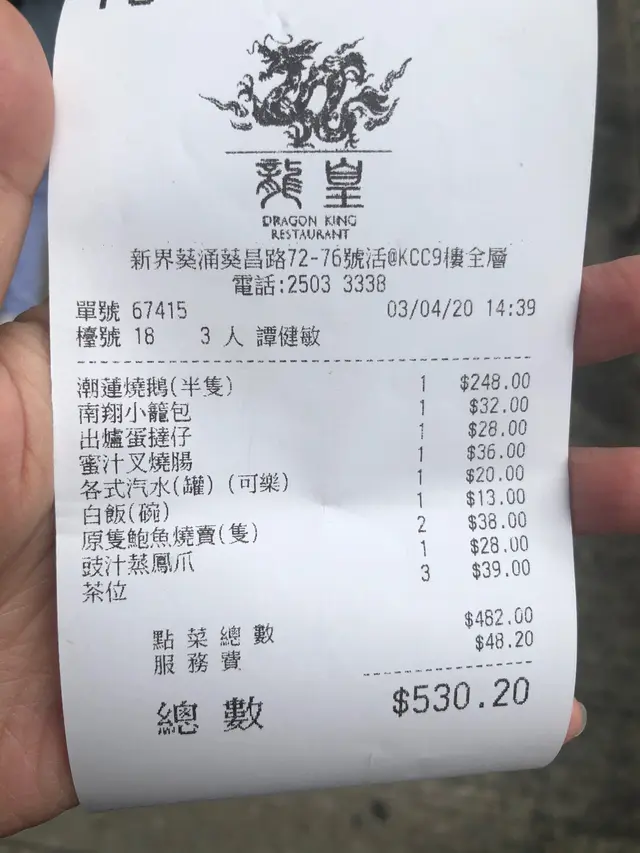 龍皇
DRAGON KING
RESTAURANT
新界葵涌葵昌路72-76號活@KCC9樓全層
電話:2503 3338
單號 67415 03/04/20 14:39
檯號 18 3 人 譚健敏
潮蓮燒鵝(半隻) 1 $248.00
南翔小籠包 1 $32.00
出爐蛋撻仔 1 $28.00
蜜汁叉燒腸 1 $36.00
各式汽水(罐) (可樂) 1 $20.00
白飯(碗) 1 $13.00
原隻鮑魚燒賣(隻) 2 $38.00
豉汁蒸鳳爪 1 $28.00
茶位 3 $39.00
點菜總數 $482.00
服務費 $48.20
總數 $530.20